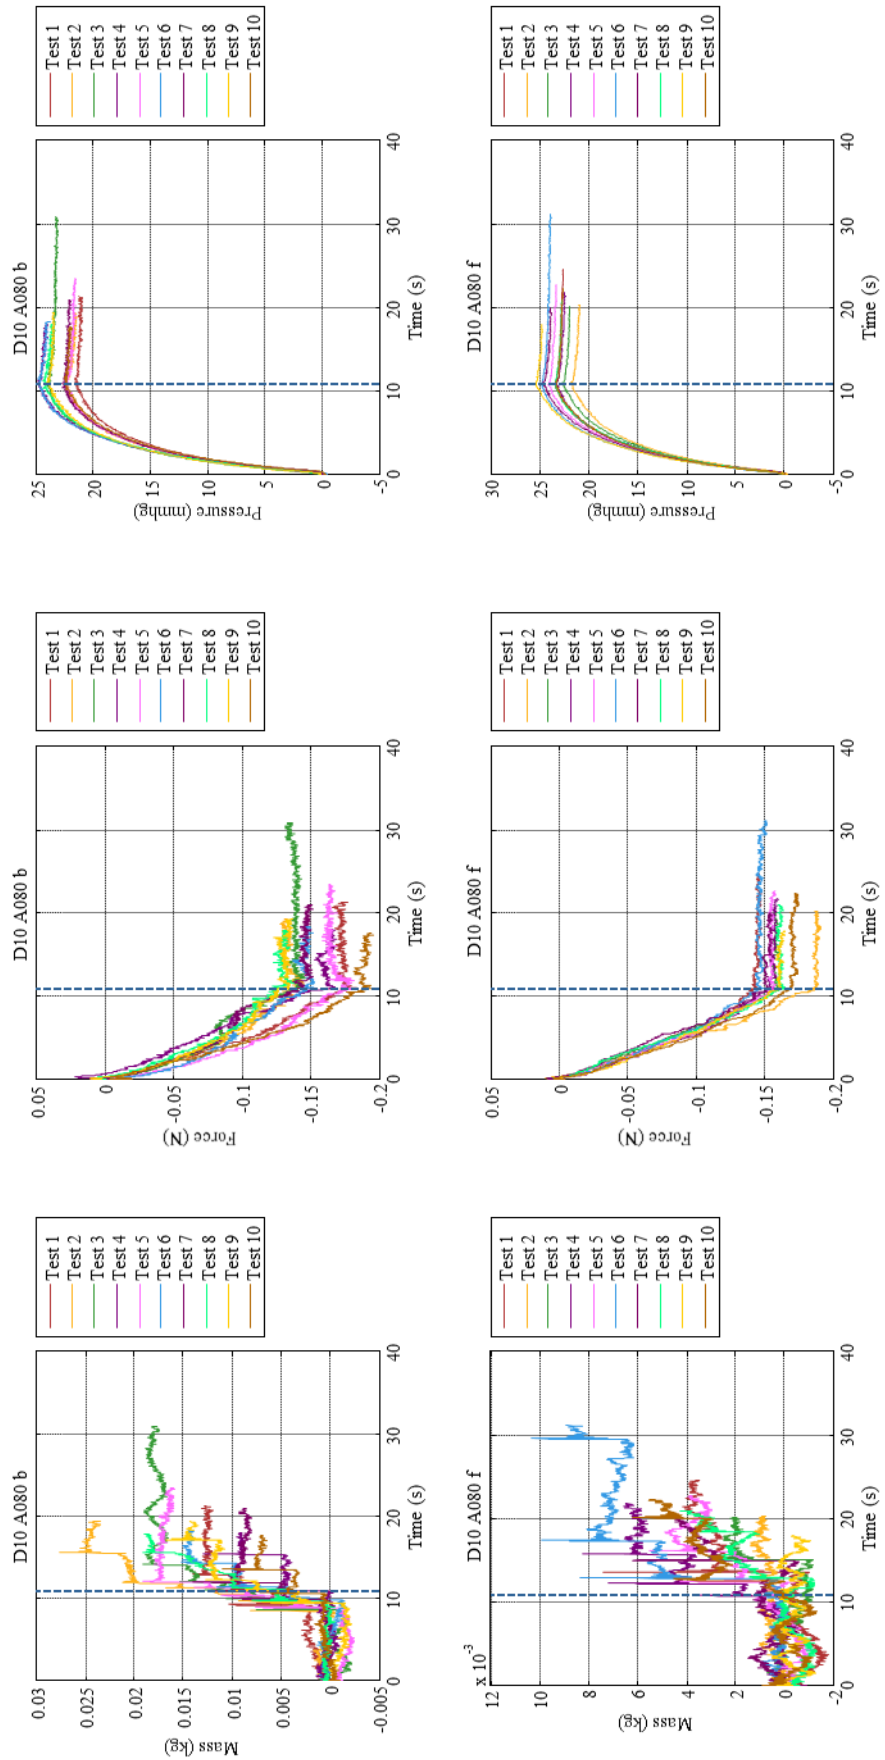 D10 A080 b
0.03
0.025
0.02
0.015
0.01
0.005
0
-0.005
Mass (kg)
0 10 20 30 40
Time (s)
Test 1
Test 2
Test 3
Test 4
Test 5
Test 6
Test 7
Test 8
Test 9
Test 10
D10 A080 b
0.05
0
-0.05
-0.1
-0.15
-0.2
Force (N)
0 10 20 30 40
Time (s)
Test 1
Test 2
Test 3
Test 4
Test 5
Test 6
Test 7
Test 8
Test 9
Test 10
D10 A080 b
25
20
15
10
5
0
-5
Pressure (mmhg)
0 10 20 30 40
Time (s)
Test 1
Test 2
Test 3
Test 4
Test 5
Test 6
Test 7
Test 8
Test 9
Test 10
x 10⁻³ D10 A080 f
12
10
8
6
4
2
0
-2
Mass (kg)
0 10 20 30 40
Time (s)
Test 1
Test 2
Test 3
Test 4
Test 5
Test 6
Test 7
Test 8
Test 9
Test 10
D10 A080 f
0.05
0
-0.05
-0.1
-0.15
-0.2
Force (N)
0 10 20 30 40
Time (s)
Test 1
Test 2
Test 3
Test 4
Test 5
Test 6
Test 7
Test 8
Test 9
Test 10
D10 A080 f
30
25
20
15
10
5
0
-5
Pressure (mmhg)
0 10 20 30 40
Time (s)
Test 1
Test 2
Test 3
Test 4
Test 5
Test 6
Test 7
Test 8
Test 9
Test 10